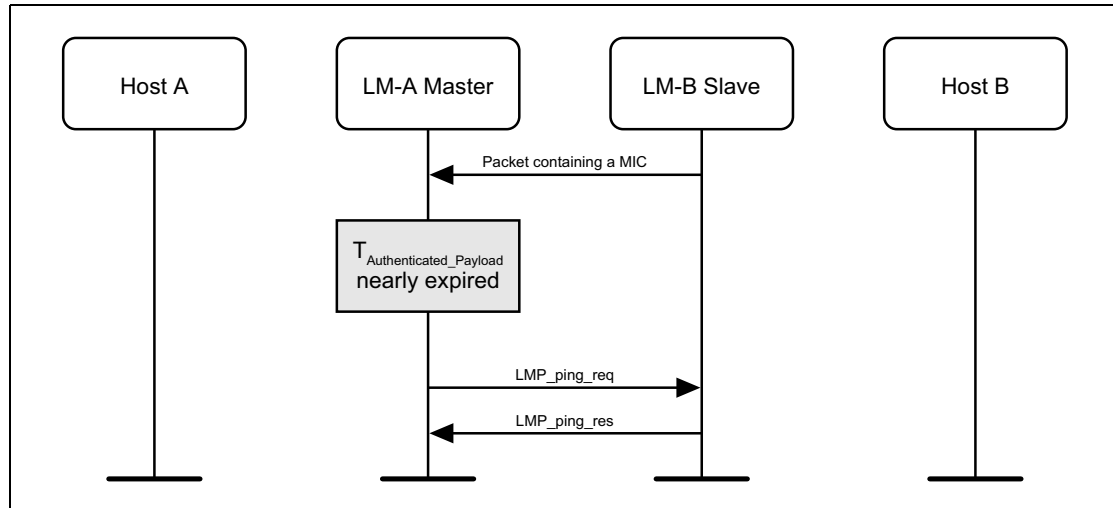 Host A
LM-A Master
LM-B Slave
Host B
Packet containing a MIC
TAuthenticated_Payload
nearly expired
LMP_ping_req
LMP_ping_res